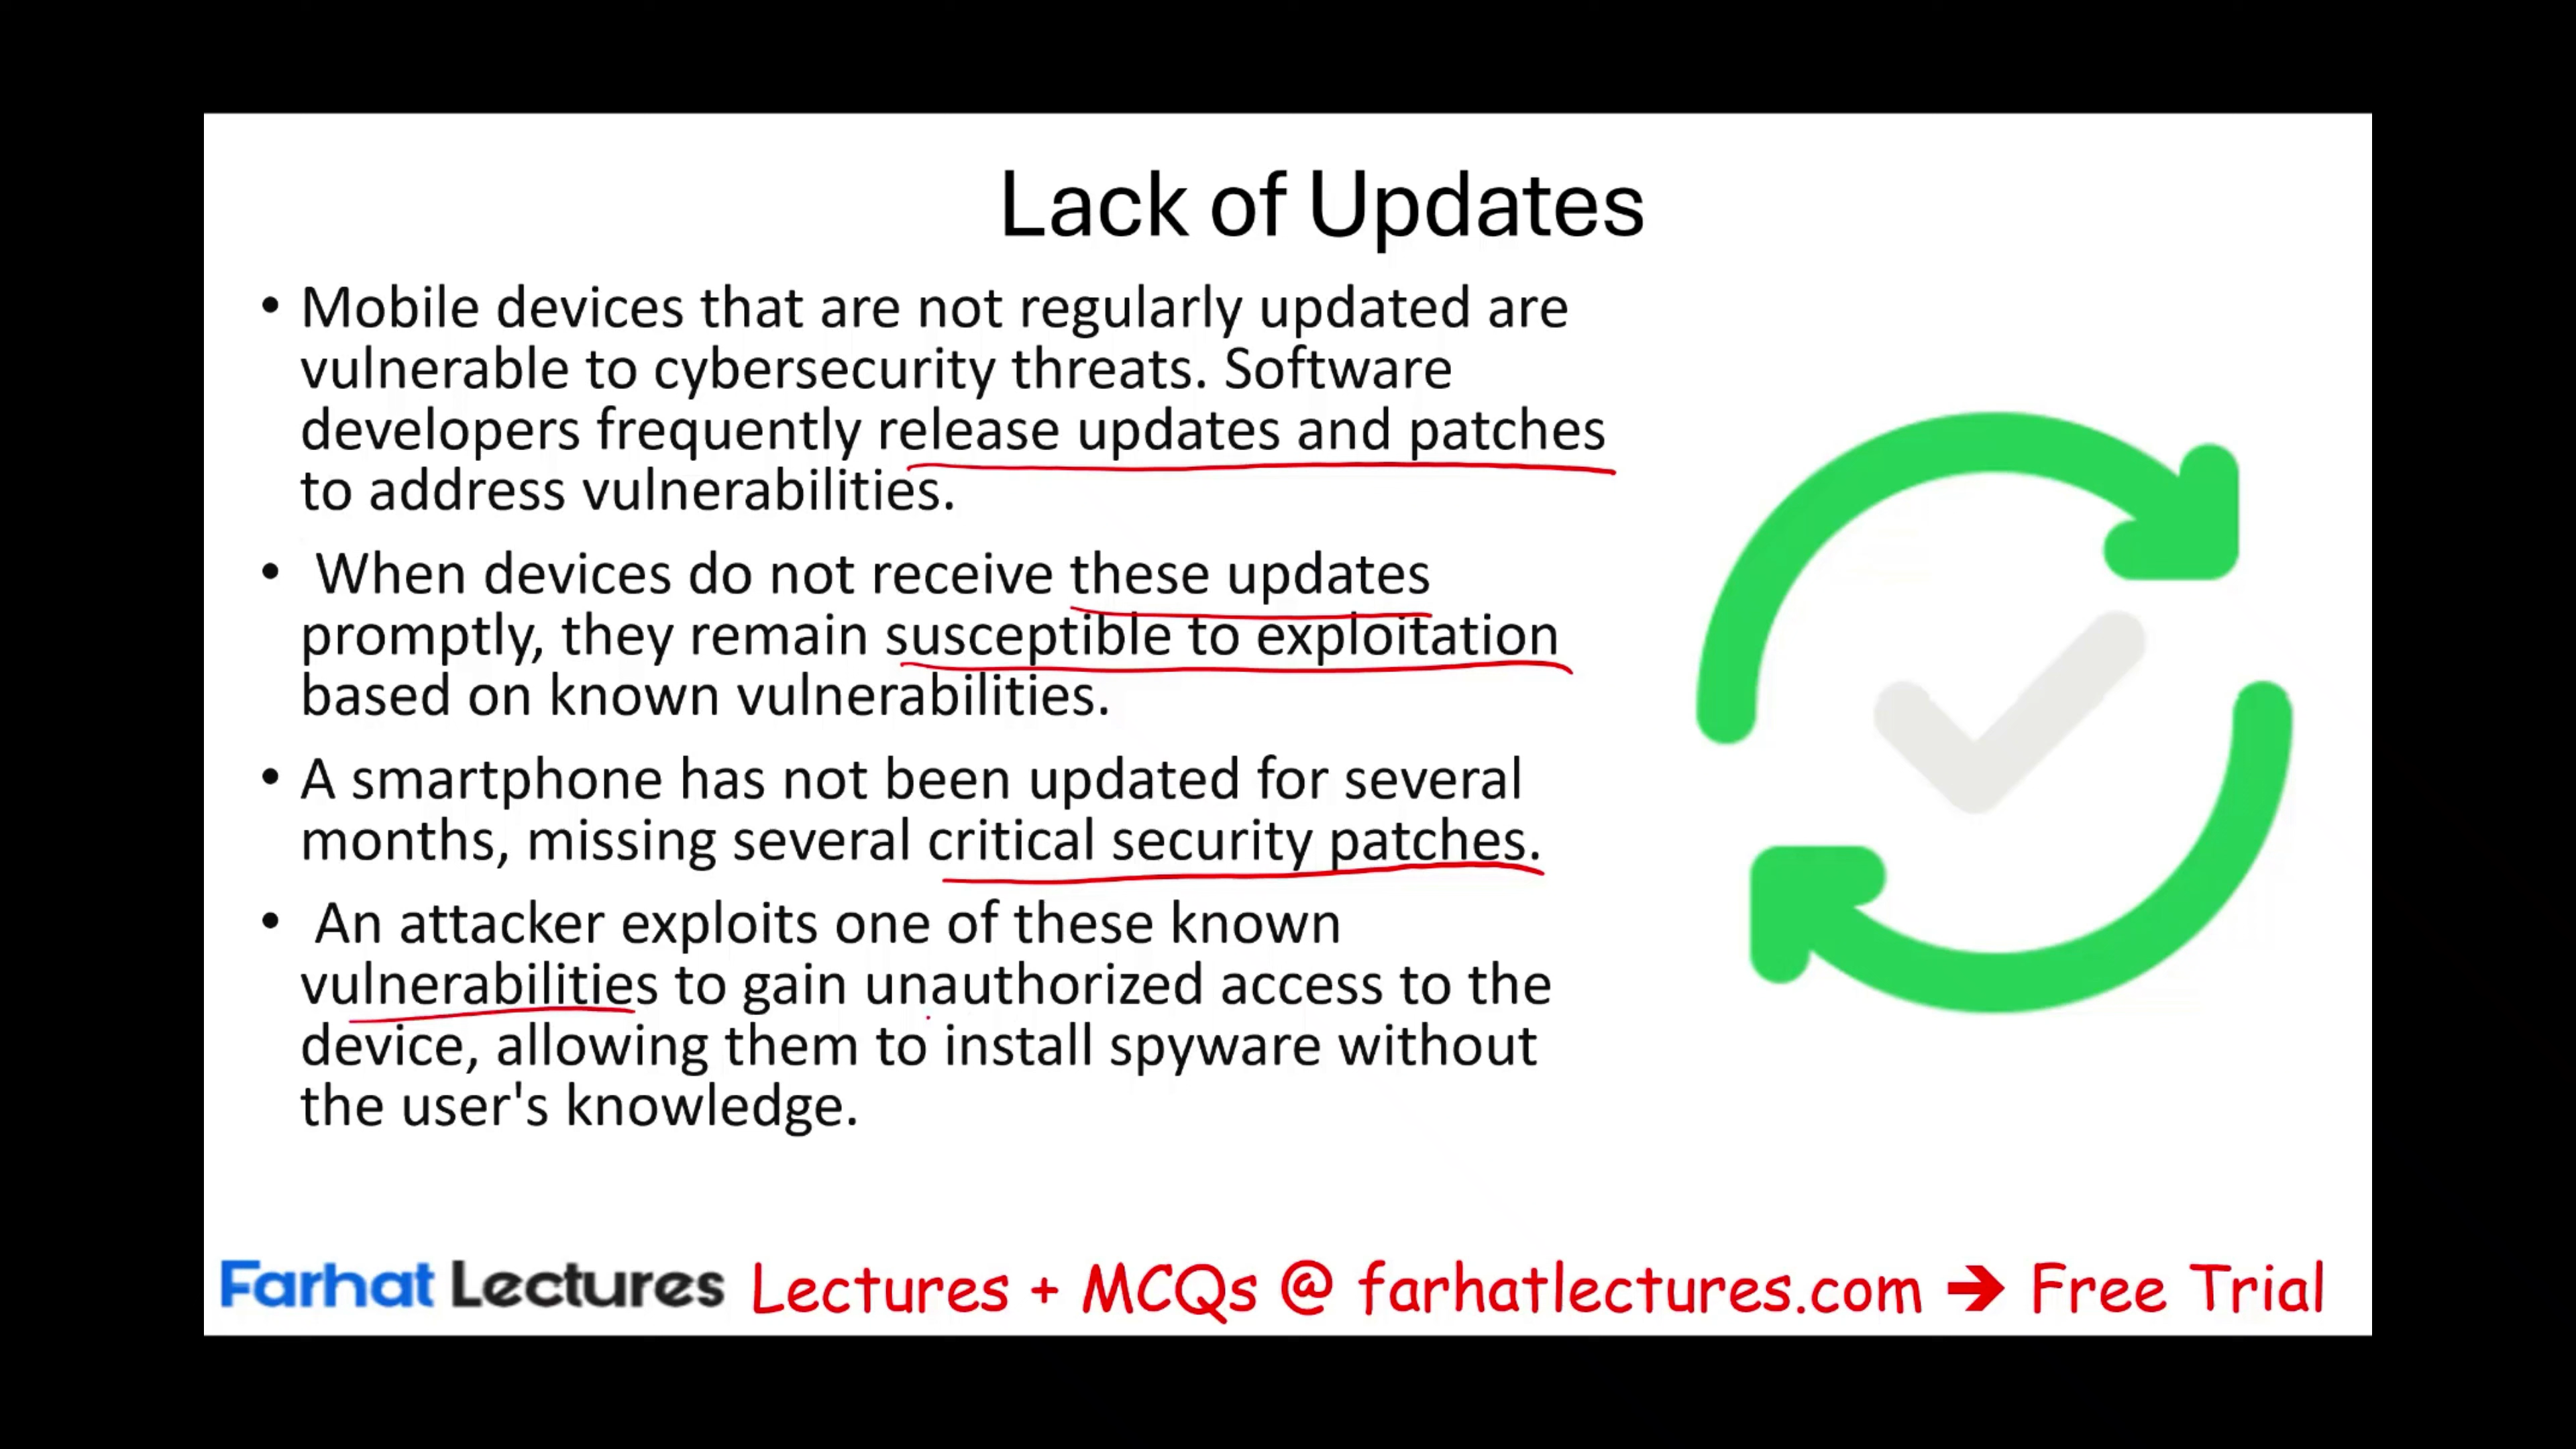 Lack of Updates
• Mobile devices that are not regularly updated are
vulnerable to cybersecurity threats. Software
developers frequently release updates and patches
to address vulnerabilities.
• When devices do not receive these updates
promptly, they remain susceptible to exploitation
based on known vulnerabilities.
• A smartphone has not been updated for several
months, missing several critical security patches.
• An attacker exploits one of these known
vulnerabilities to gain unauthorized access to the
device, allowing them to install spyware without
the user's knowledge.
Farhat Lectures Lectures + MCQs @ farhatlectures.com ➔ Free Trial